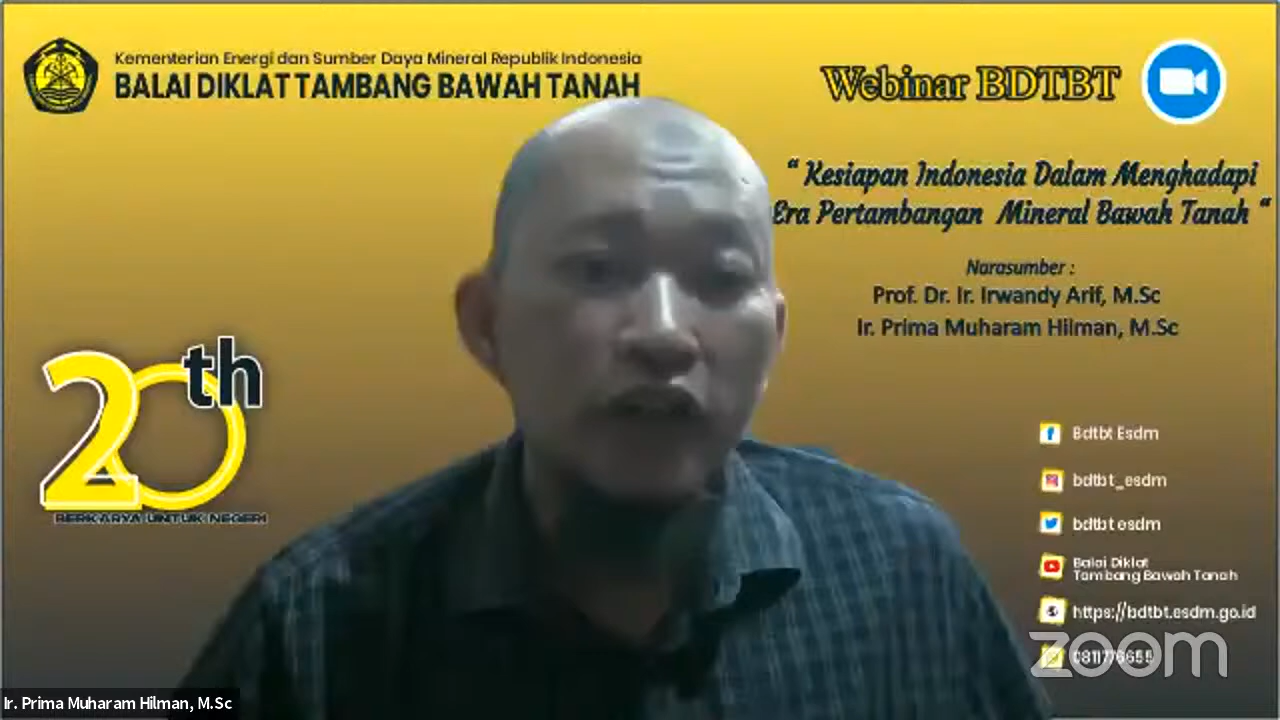 Kementerian Energi dan Sumber Daya Mineral Republik Indonesia
BALAI DIKLAT TAMBANG BAWAH TANAH
Webinar BDTBT
“ Kesiapan Indonesia Dalam Menghadapi
Era Pertambangan Mineral Bawah Tanah “
Narasumber :
Prof. Dr. Ir. Irwandy Arif, M.Sc
Ir. Prima Muharam Hilman, M.Sc
20th
BERKARYA UNTUK NEGERI
Bdtbt Esdm
bdtbt_esdm
bdtbt esdm
Balai Diklat
Tambang Bawah Tanah
https://bdtbt.esdm.go.id
zoom
Ir. Prima Muharam Hilman, M.Sc